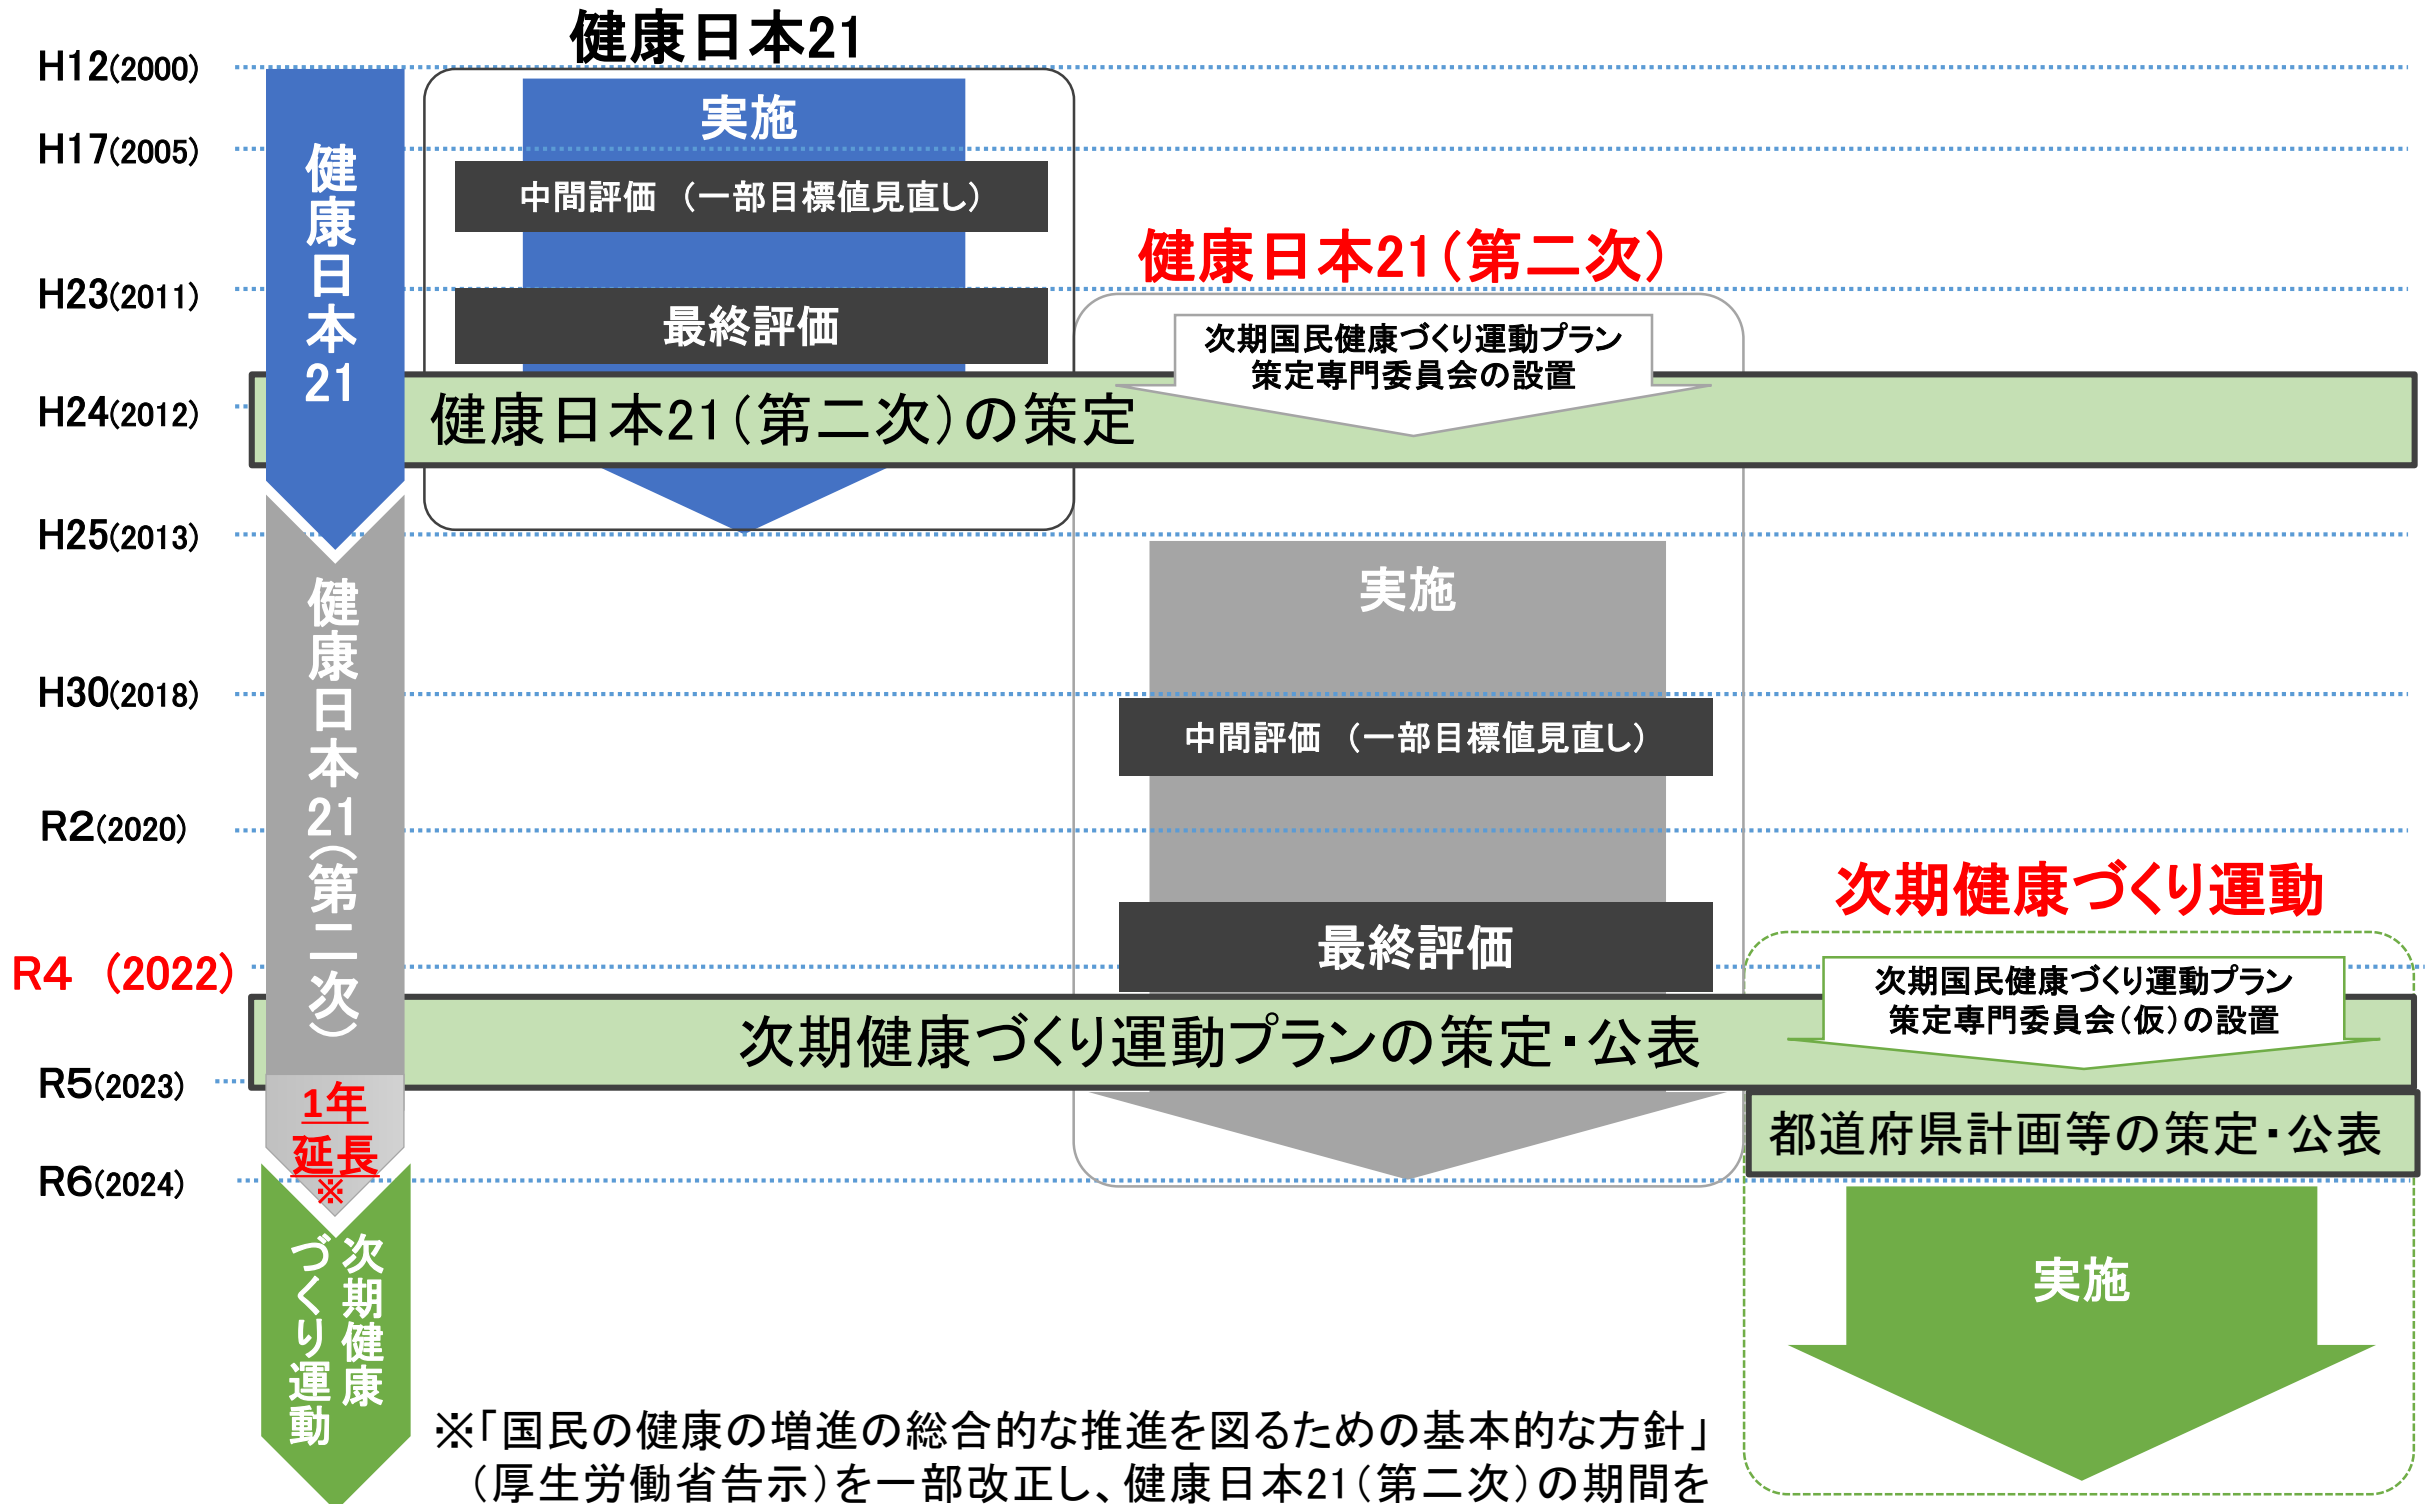 健康日本21
H12(2000)
実施
H17(2005)
中間評価 （一部目標値見直し）
健康日本21
健康日本21（第二次）
H23(2011)
最終評価
次期国民健康づくり運動プラン
策定専門委員会の設置
H24(2012)
健康日本21（第二次）の策定
H25(2013)
実施
健康日本21（第二次）
H30(2018)
中間評価 （一部目標値見直し）
R2(2020)
次期健康づくり運動
最終評価
R4 （2022）
次期国民健康づくり運動プラン
策定専門委員会（仮）の設置
次期健康づくり運動プランの策定・公表
R5(2023)
1年
延長
※
都道府県計画等の策定・公表
R6(2024)
次期健康
づくり運動
実施
※「国民の健康の増進の総合的な推進を図るための基本的な方針」
（厚生労働省告示）を一部改正し、健康日本21（第二次）の期間を